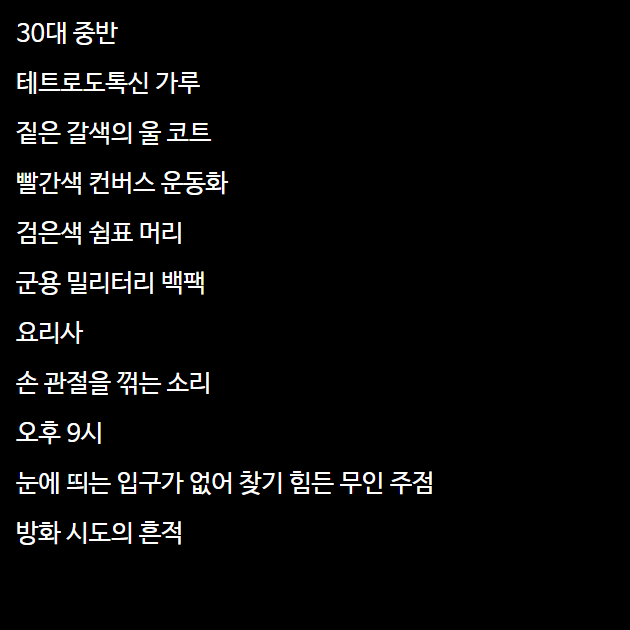 30대 중반
테트로도톡신 가루
짙은 갈색의 울 코트
빨간색 컨버스 운동화
검은색 쉼표 머리
군용 밀리터리 백팩
요리사
손 관절을 꺾는 소리
오후 9시
눈에 띄는 입구가 없어 찾기 힘든 무인 주점
방화 시도의 흔적